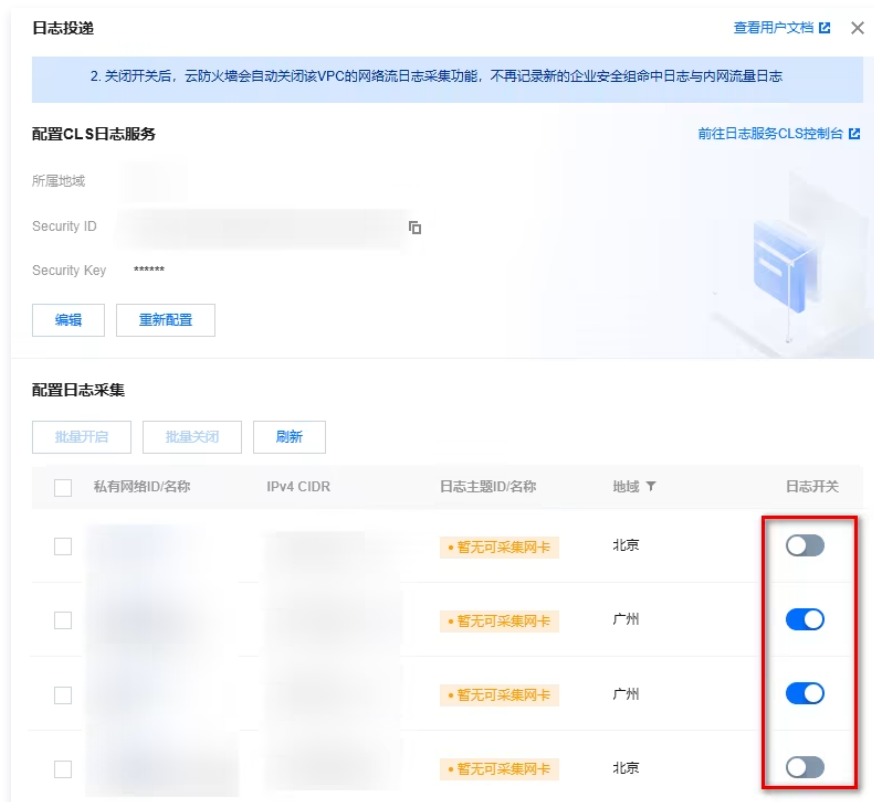 日志投递
查看用户文档
2. 关闭开关后，云防火墙会自动关闭该VPC的网络流日志采集功能，不再记录新的企业安全组命中日志与内网流量日志
配置CLS日志服务
前往日志服务CLS控制台
所属地域
Security ID
Security Key ******
编辑 重新配置
配置日志采集
批量开启 批量关闭 刷新
私有网络ID/名称 IPv4 CIDR 日志主题ID/名称 地域 日志开关
• 暂无可采集网卡 北京
• 暂无可采集网卡 广州
• 暂无可采集网卡 广州
• 暂无可采集网卡 北京